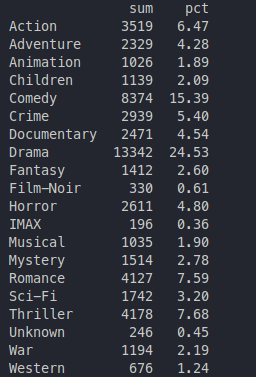 sum pct
Action 3519 6.47
Adventure 2329 4.28
Animation 1026 1.89
Children 1139 2.09
Comedy 8374 15.39
Crime 2939 5.40
Documentary 2471 4.54
Drama 13342 24.53
Fantasy 1412 2.60
Film-Noir 330 0.61
Horror 2611 4.80
IMAX 196 0.36
Musical 1035 1.90
Mystery 1514 2.78
Romance 4127 7.59
Sci-Fi 1742 3.20
Thriller 4178 7.68
Unknown 246 0.45
War 1194 2.19
Western 676 1.24